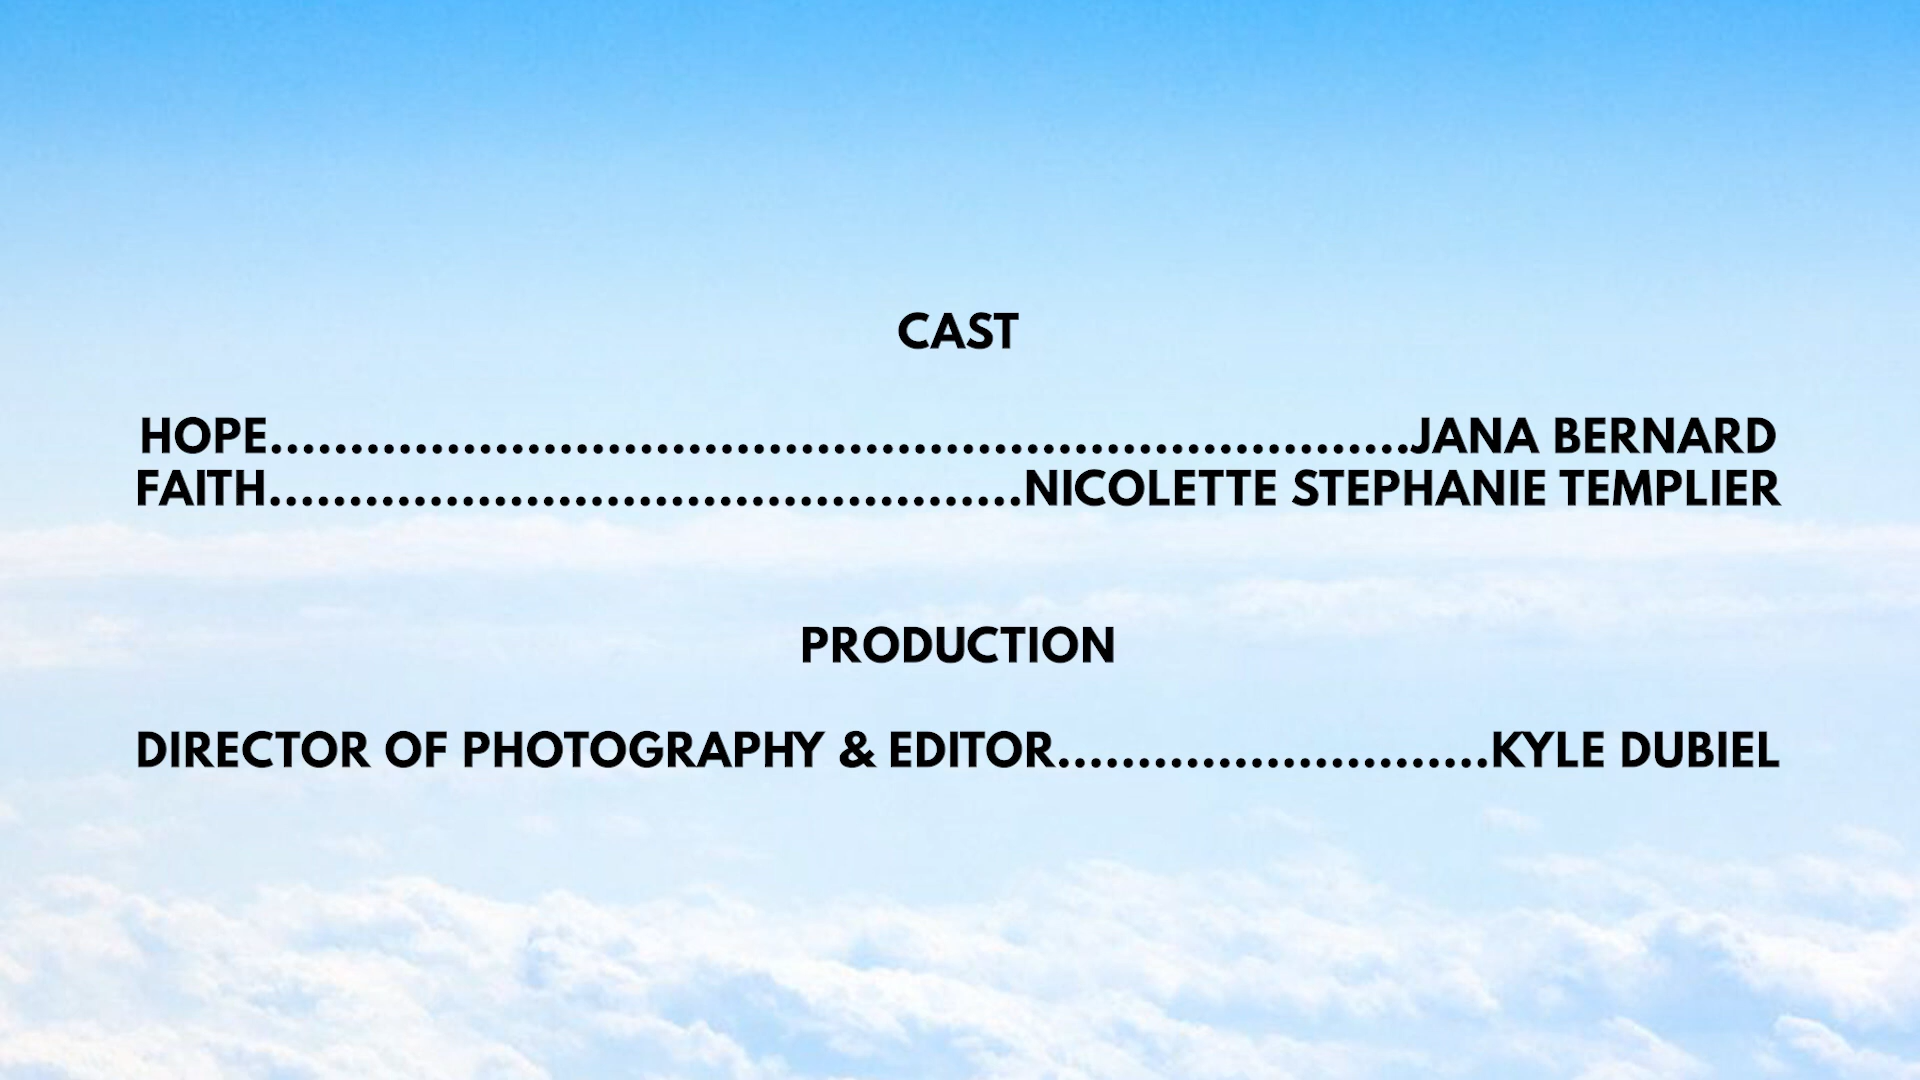 CAST
HOPE.......................................................................JANA BERNARD
FAITH...............................................NICOLETTE STEPHANIE TEMPLIER
PRODUCTION
DIRECTOR OF PHOTOGRAPHY & EDITOR...........................KYLE DUBIEL